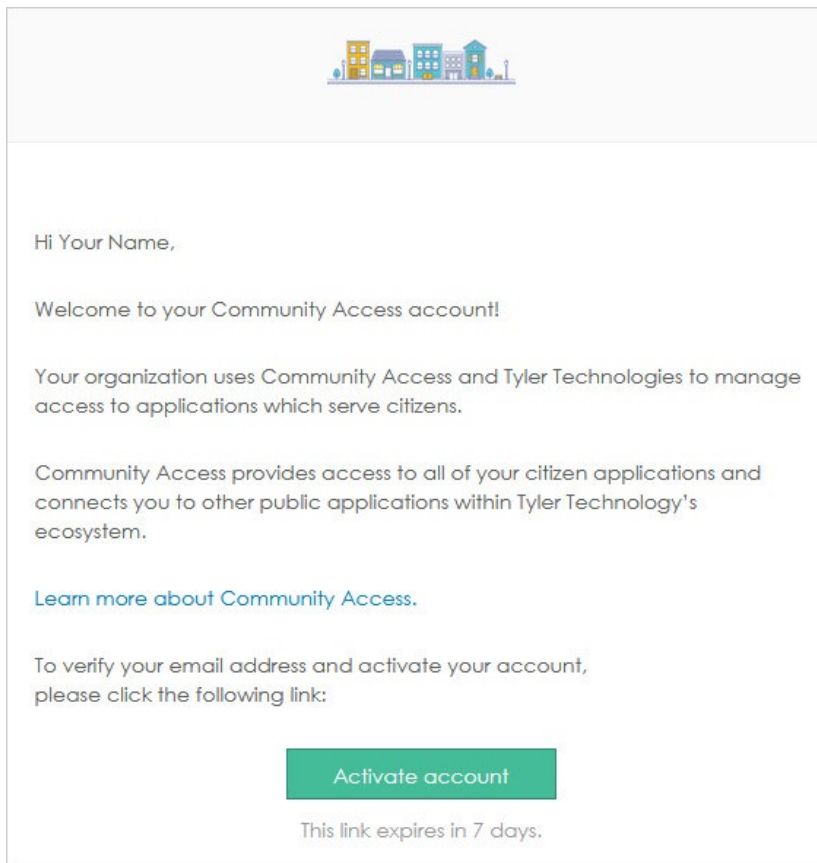 Hi Your Name,
Welcome to your Community Access account!
Your organization uses Community Access and Tyler Technologies to manage
access to applications which serve citizens.
Community Access provides access to all of your citizen applications and
connects you to other public applications within Tyler Technology’s
ecosystem.
Learn more about Community Access.
To verify your email address and activate your account,
please click the following link:
Activate account
This link expires in 7 days.